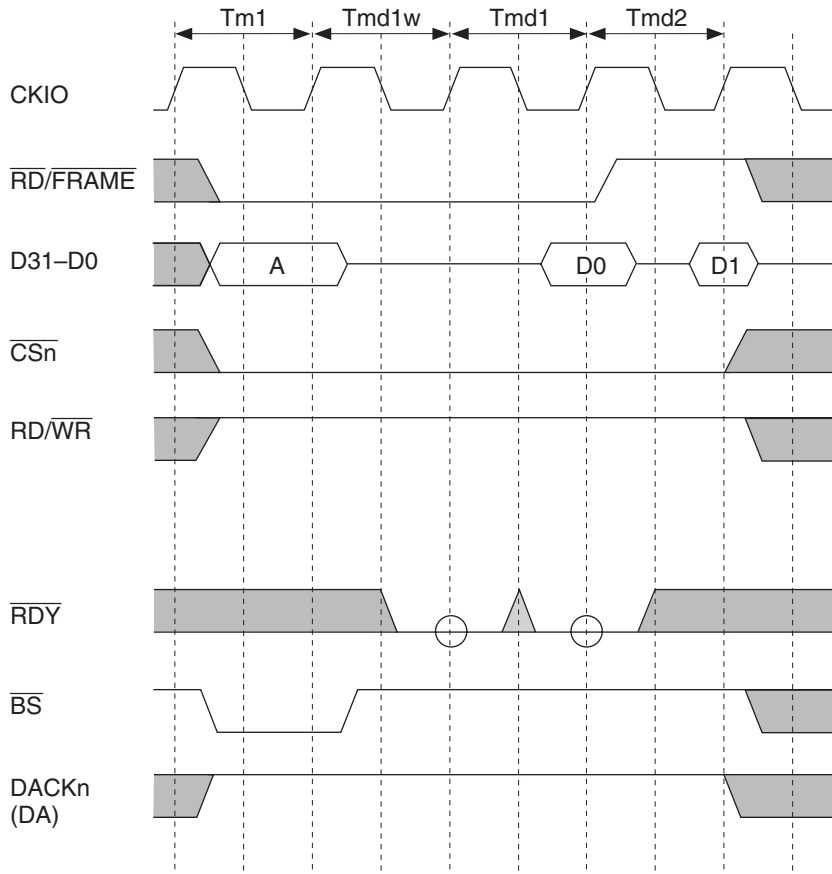 Tm1 Tmd1w Tmd1 Tmd2
CKIO
RD/FRAME
D31–D0 A D0 D1
CSn
RD/WR
RDY
BS
DACKn
(DA)